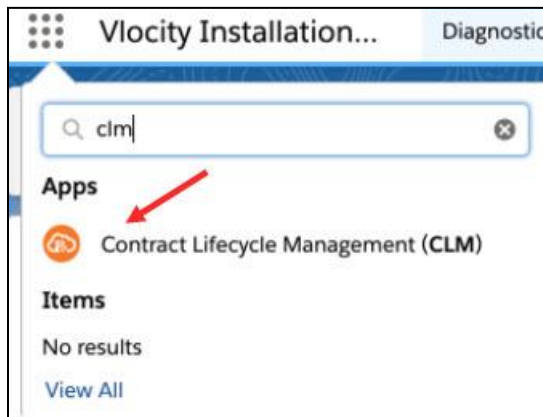 Vlocity Installation... Diagnostic
clm
Apps
Contract Lifecycle Management (CLM)
Items
No results
View All